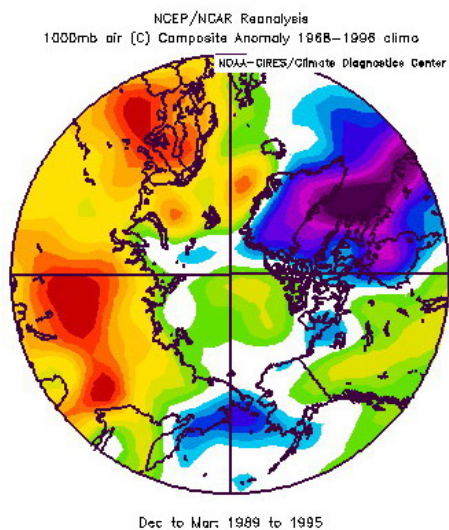 NCEP/NCAR Reanalysis
1000mb air (C) Composite Anomaly 1968-1996 climo
NOAA-CIRES/Climate Diagnostics Center
Dec to Mar: 1989 to 1995